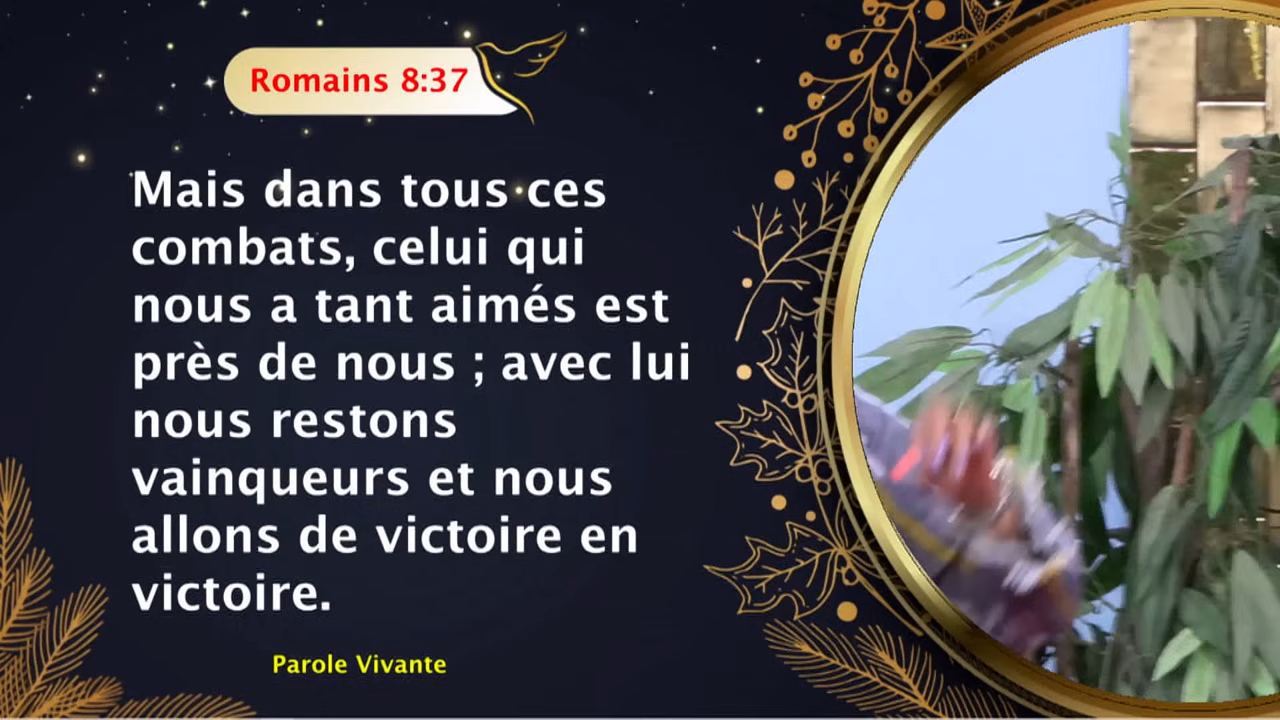 Romains 8:37
Mais dans tous ces
combats, celui qui
nous a tant aimés est
près de nous ; avec lui
nous restons
vainqueurs et nous
allons de victoire en
victoire.
Parole Vivante